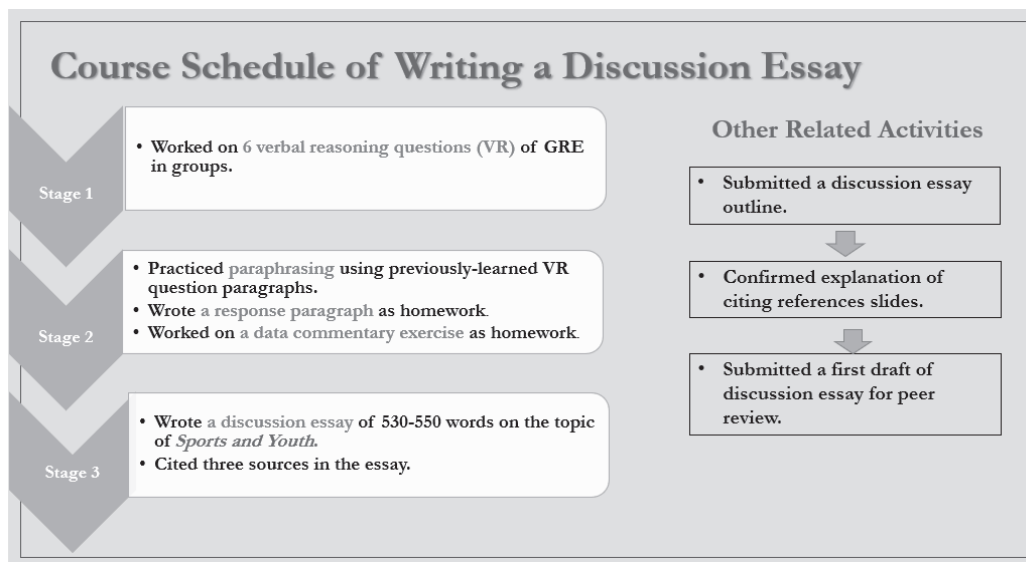 Course Schedule of Writing a Discussion Essay
Stage 1
• Worked on 6 verbal reasoning questions (VR) of GRE
in groups.
Stage 2
• Practiced paraphrasing using previously-learned VR
question paragraphs.
• Wrote a response paragraph as homework.
• Worked on a data commentary exercise as homework.
Stage 3
• Wrote a discussion essay of 530-550 words on the topic
of Sports and Youth.
• Cited three sources in the essay.
Other Related Activities
• Submitted a discussion essay
outline.
• Confirmed explanation of
citing references slides.
• Submitted a first draft of
discussion essay for peer
review.